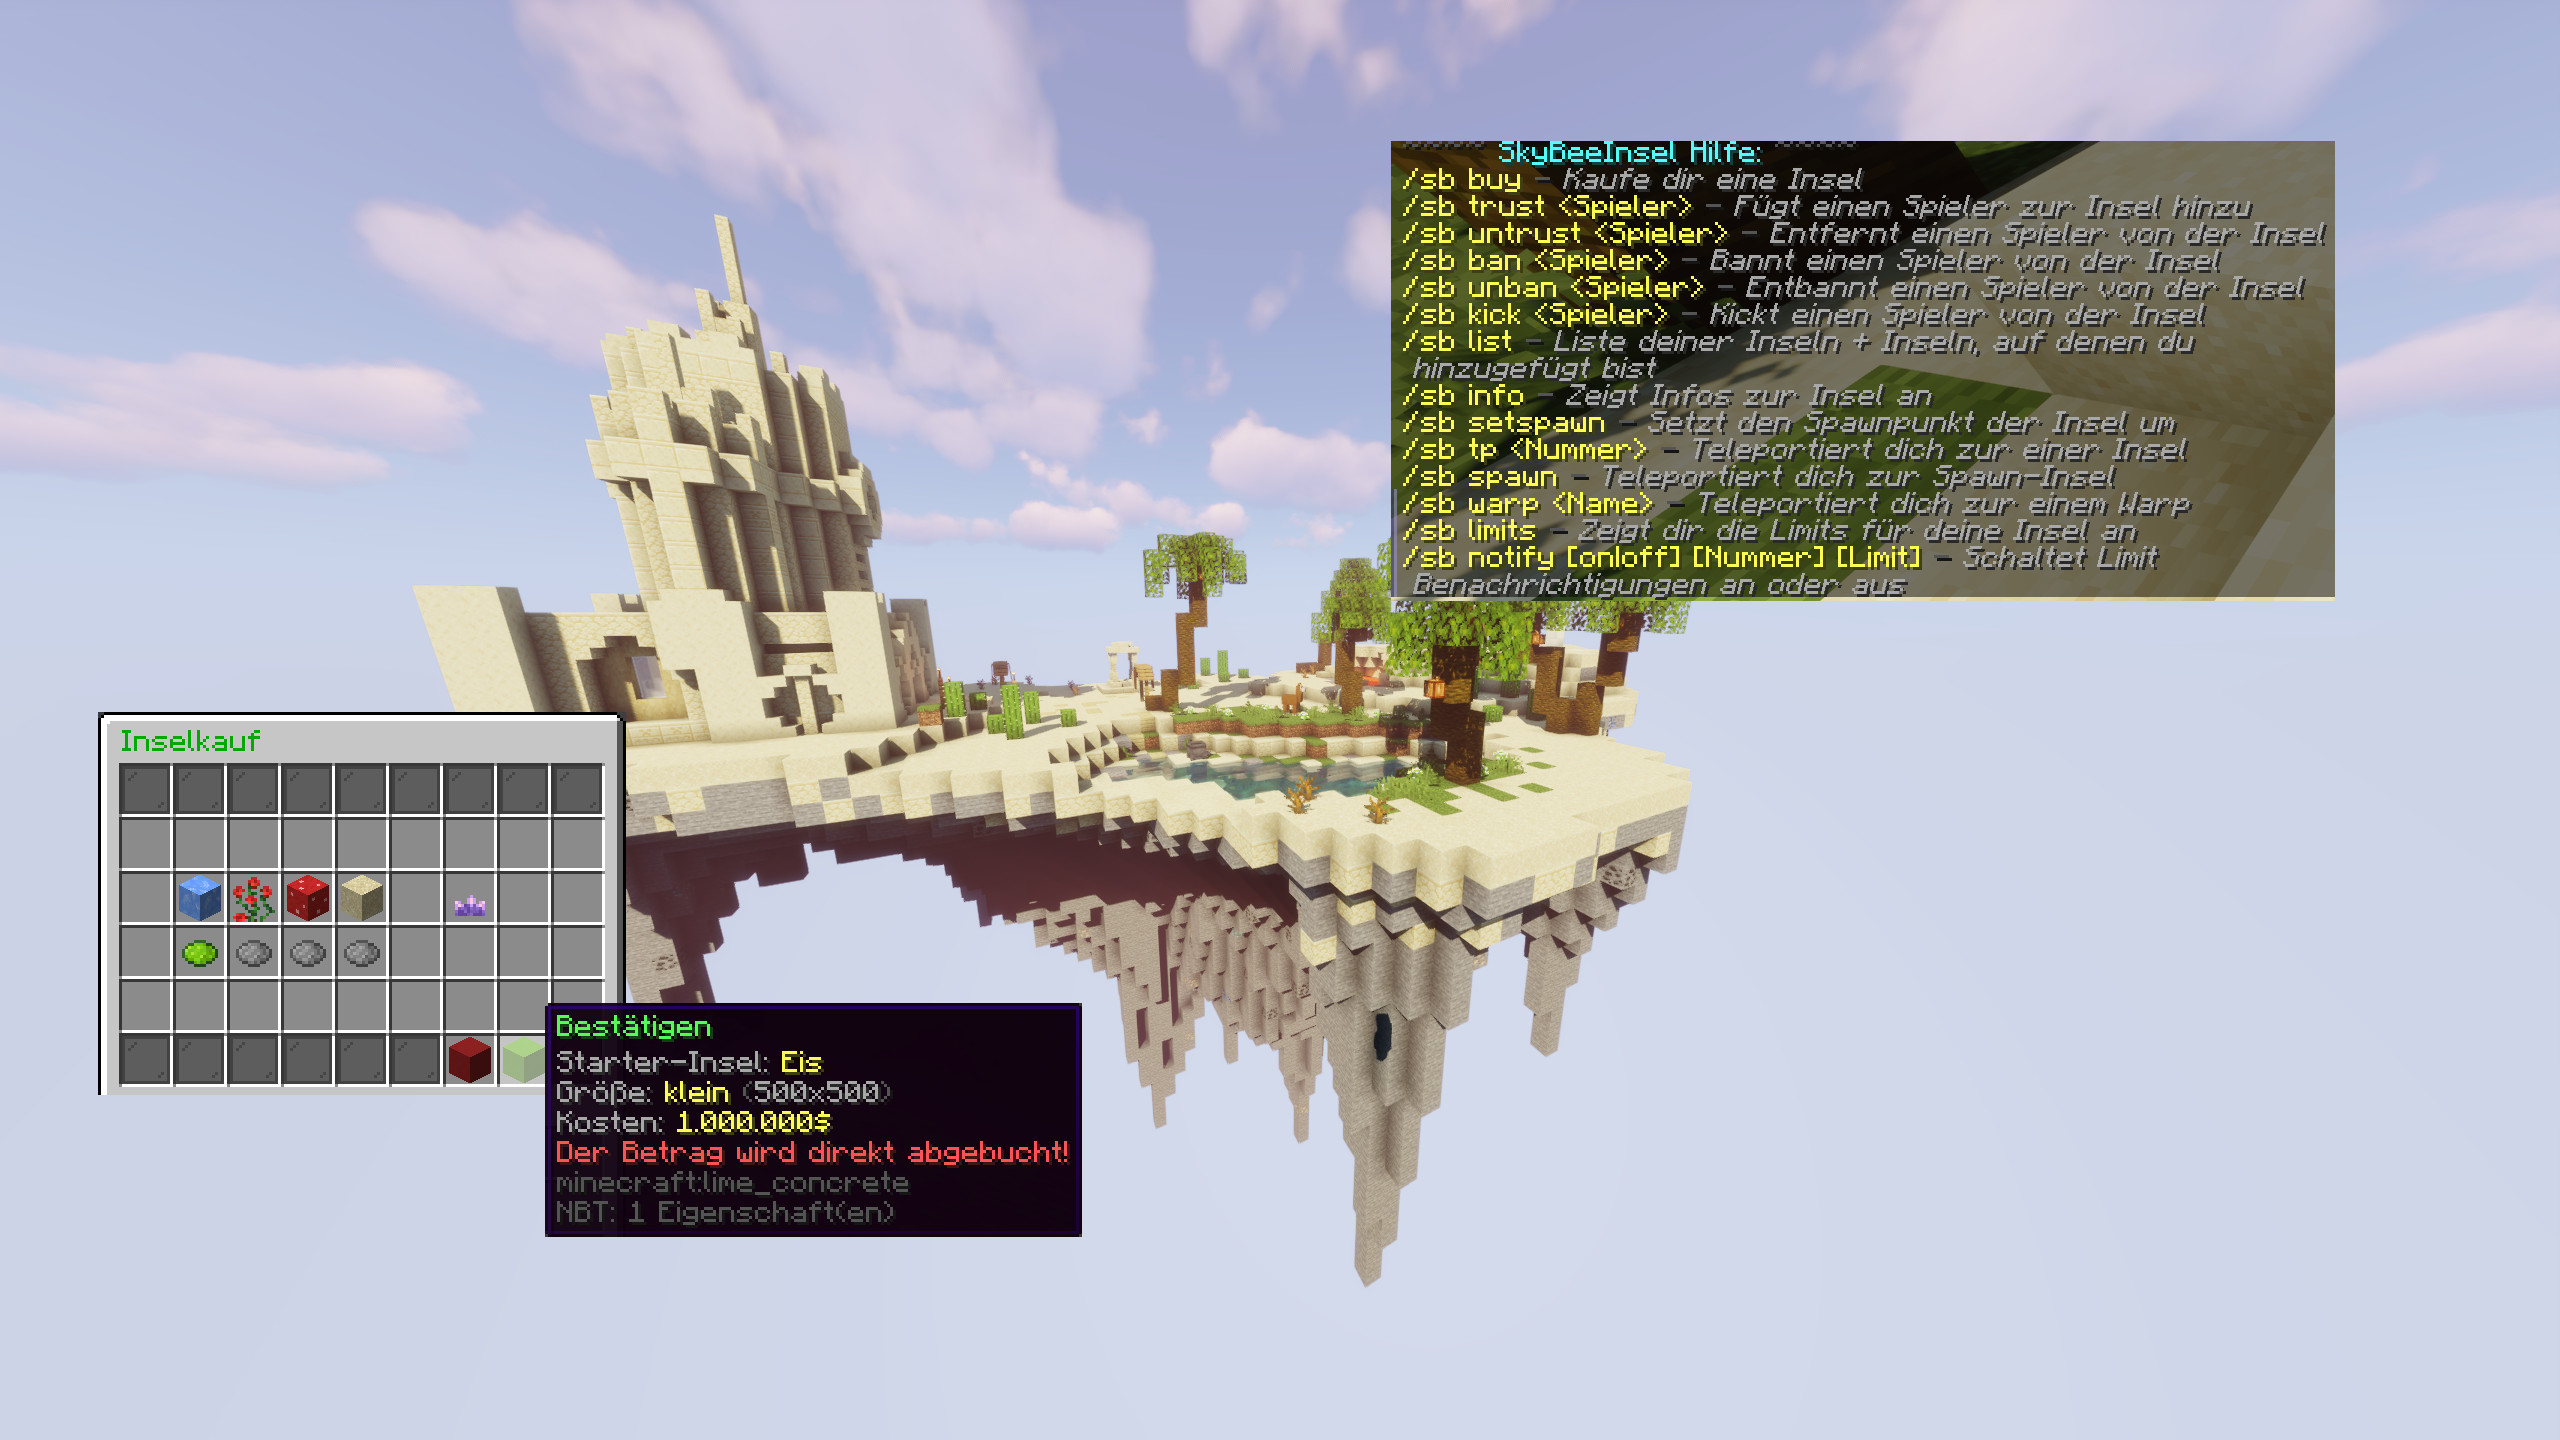 SkyBeeInsel Hilfe:
/sb buy - Kaufe dir eine Insel
/sb trust <Spieler> - Fügt einen Spieler zur Insel hinzu
/sb untrust <Spieler> - Entfernt einen Spieler von der Insel
/sb ban <Spieler> - Bannt einen Spieler von der Insel
/sb unban <Spieler> - Entbannt einen Spieler von der Insel
/sb kick <Spieler> - Kickt einen Spieler von der Insel
/sb list - Liste deiner Inseln + Inseln, auf denen du
hinzugefügt bist
/sb info - Zeigt Infos zur Insel an
/sb setspawn - Setzt den Spawnpunkt der Insel um
/sb tp <Nummer> - Teleportiert dich zur einer Insel
/sb spawn - Teleportiert dich zur Spawn-Insel
/sb warp <Name> - Teleportiert dich zur einem Warp
/sb limits - Zeigt dir die Limits für deine Insel an
/sb notify [on|off] [Nummer] [Limit] - Schaltet Limit
Benachrichtigungen an oder aus
Inselkauf
Bestätigen
Starter-Insel: Eis
Größe: klein (500x500)
Kosten: 1.000.000$
Der Betrag wird direkt abgebucht!
minecraft:lime_concrete
NBT: 1 Eigenschaft(en)